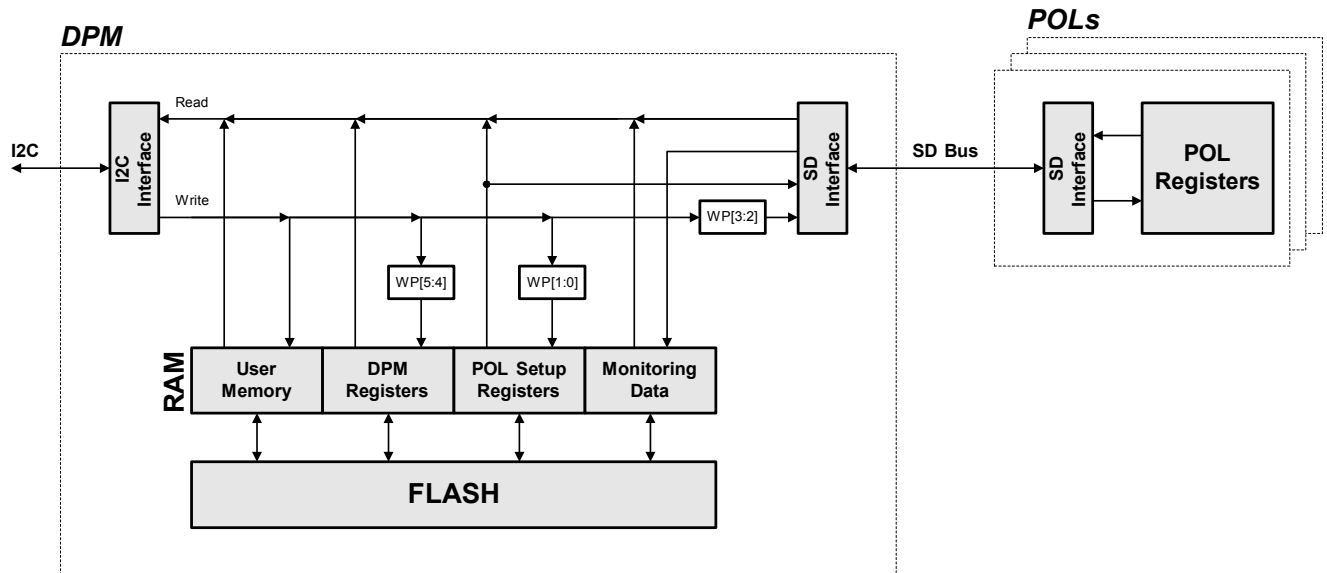 DPM
POLs
Read
I2C
I2C
Interface
Write
SD
Interface
SD Bus
SD
Interface
POL
Registers
WP[3:2]
WP[5:4]
WP[1:0]
RAM
User
Memory
DPM
Registers
POL Setup
Registers
Monitoring
Data
FLASH